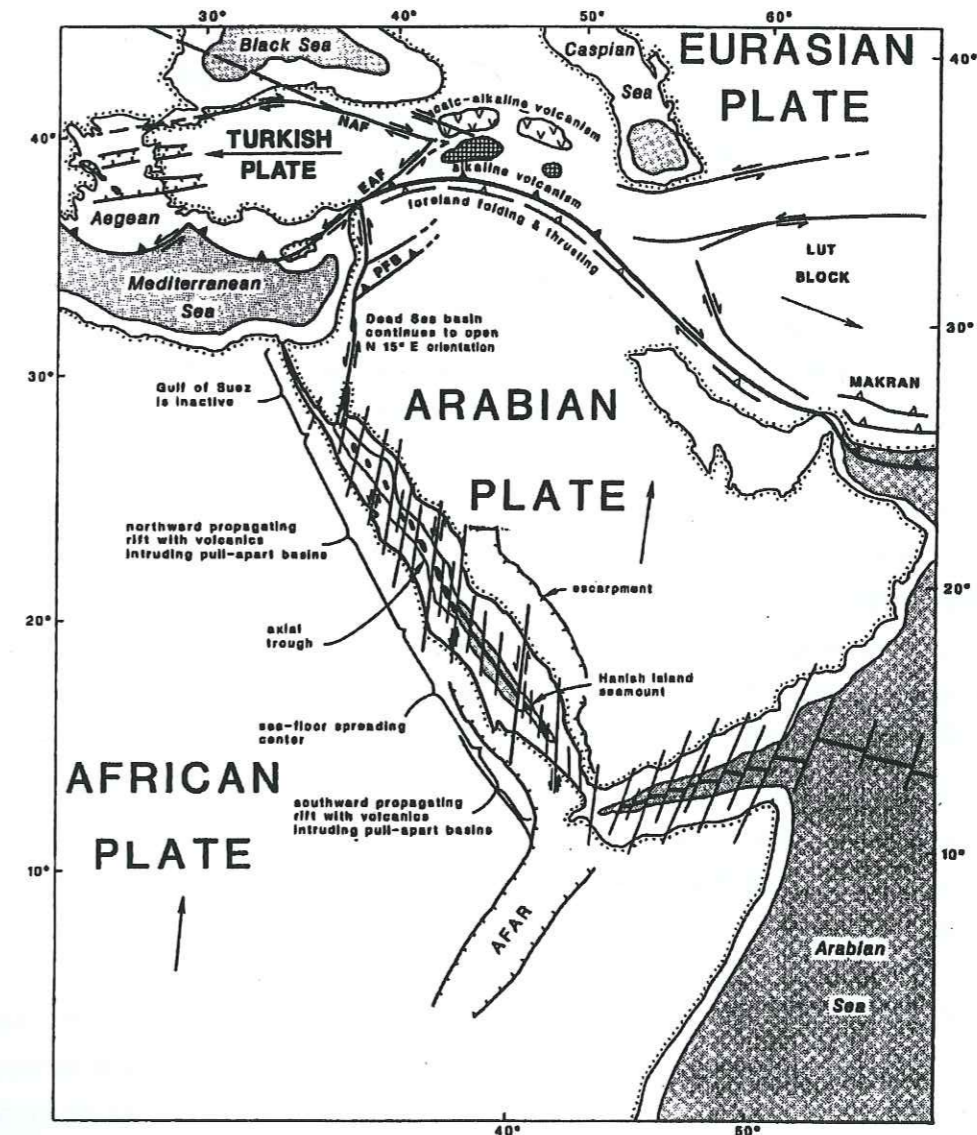 30°
40°
50°
60°
Black Sea
Caspian
Sea
EURASIAN
PLATE
40°
40°
calc-alkaline volcanism
NAF
TURKISH
PLATE
alkaline volcanism
EAF
foreland folding & thrusting
Aegean
PFB
LUT
BLOCK
Mediterranean
Sea
Dead Sea basin
continues to open
N 15° E orientation
30°
30°
Gulf of Suez
is inactive
MAKRAN
ARABIAN
PLATE
northward propagating
rift with volcanics
intruding pull-apart basins
escarpment
20°
20°
axial
trough
Hanish Island
seamount
sea-floor spreading
center
AFRICAN
PLATE
southward propagating
rift with volcanics
intruding pull-apart basins
10°
10°
AFAR
Arabian
Sea
40°
50°